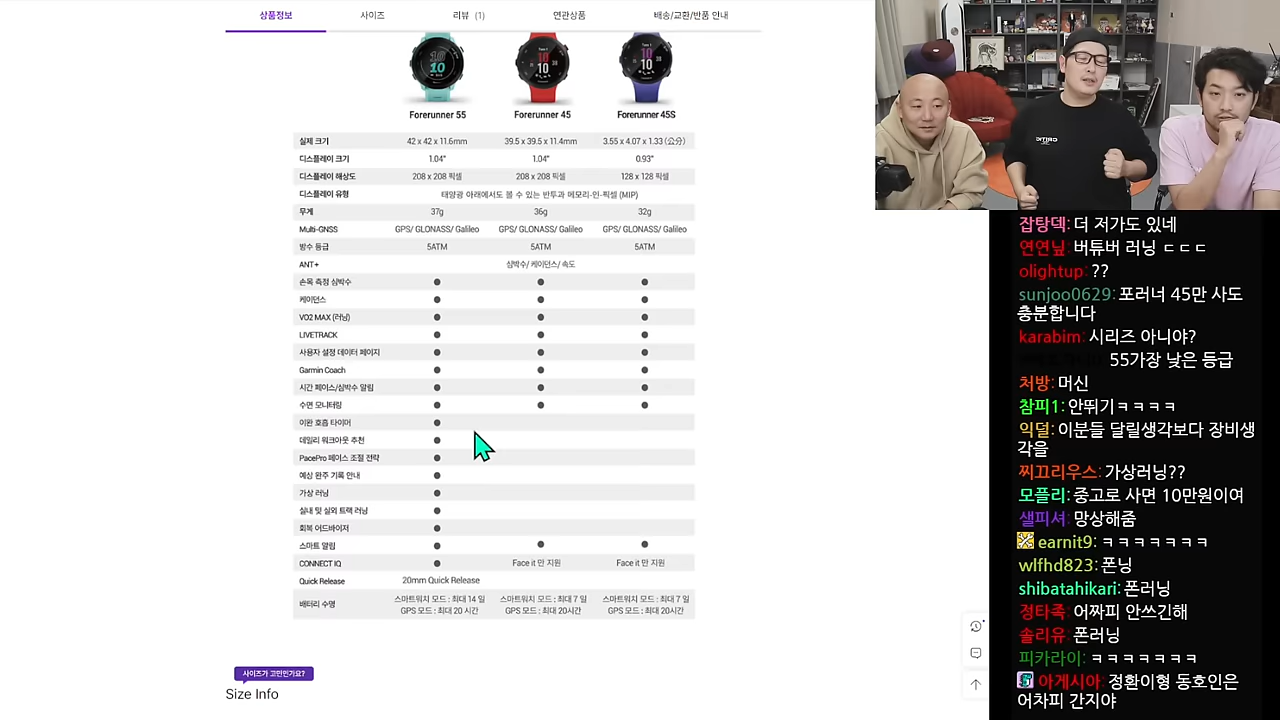 상품정보 사이즈 리뷰 (1) 연관상품 배송/교환/반품 안내
Forerunner 55 Forerunner 45 Forerunner 45S
실제 크기 42 x 42 x 11.6mm 39.5 x 39.5 x 11.4mm 3.55 x 4.07 x 1.33 (公分)
디스플레이 크기 1.04" 1.04" 0.93"
디스플레이 해상도 208 x 208 픽셀 208 x 208 픽셀 128 x 128 픽셀
디스플레이 유형 태양광 아래에서도 볼 수 있는 반투과 메모리-인-픽셀 (MIP)
무게 37g 36g 32g
Multi-GNSS GPS/ GLONASS/ Galileo GPS/ GLONASS/ Galileo GPS/ GLONASS/ Galileo
방수 등급 5ATM 5ATM 5ATM
ANT+ 심박수/ 케이던스/ 속도
손목 측정 심박수 ● ● ●
케이던스 ● ● ●
VO2 MAX (러닝) ● ● ●
LIVETRACK ● ● ●
사용자 설정 데이터 페이지 ● ● ●
Garmin Coach ● ● ●
시간 페이스/심박수 알림 ● ● ●
수면 모니터링 ● ● ●
이완 호흡 타이머 ●
데일리 워크아웃 추천 ●
PacePro 페이스 조절 전략 ●
예상 완주 기록 안내 ●
가상 러닝 ●
실내 및 실외 트랙 러닝 ●
회복 어드바이저 ●
스마트 알림 ● ● ●
CONNECT IQ ● Face it 만 지원 Face it 만 지원
Quick Release 20mm Quick Release
배터리 수명 스마트워치 모드 : 최대 14 일 스마트워치 모드 : 최대 7 일 스마트워치 모드 : 최대 7 일
GPS 모드 : 최대 20 시간 GPS 모드 : 최대 20시간 GPS 모드 : 최대 20시간
사이즈가 고민인가요?
Size Info
잡탕덱: 더 저가도 있네
연연닢: 버튜버 러닝 ㄷㄷㄷ
olightup: ??
sunjoo0629: 포러너 45만 사도
충분합니다
karabim: 시리즈 아니야?
55가장 낮은 등급
처방: 머신
참피1: 안뛰기ㅋㅋㅋㅋ
익덜: 이분들 달릴생각보다 장비생
각을
찌끄리우스: 가상러닝??
모플리: 중고로 사면 10만원이여
샐피셔: 망상해줌
earnit9: ㅋㅋㅋㅋㅋㅋㅋ
wlfhd823: 폰닝
shibatahikari: 폰러닝
정타족: 어짜피 안쓰긴해
솔리유: 폰러닝
피카라이: ㅋㅋㅋㅋㅋㅋㅋ
아게시아: 정환이형 동호인은
어차피 간지야